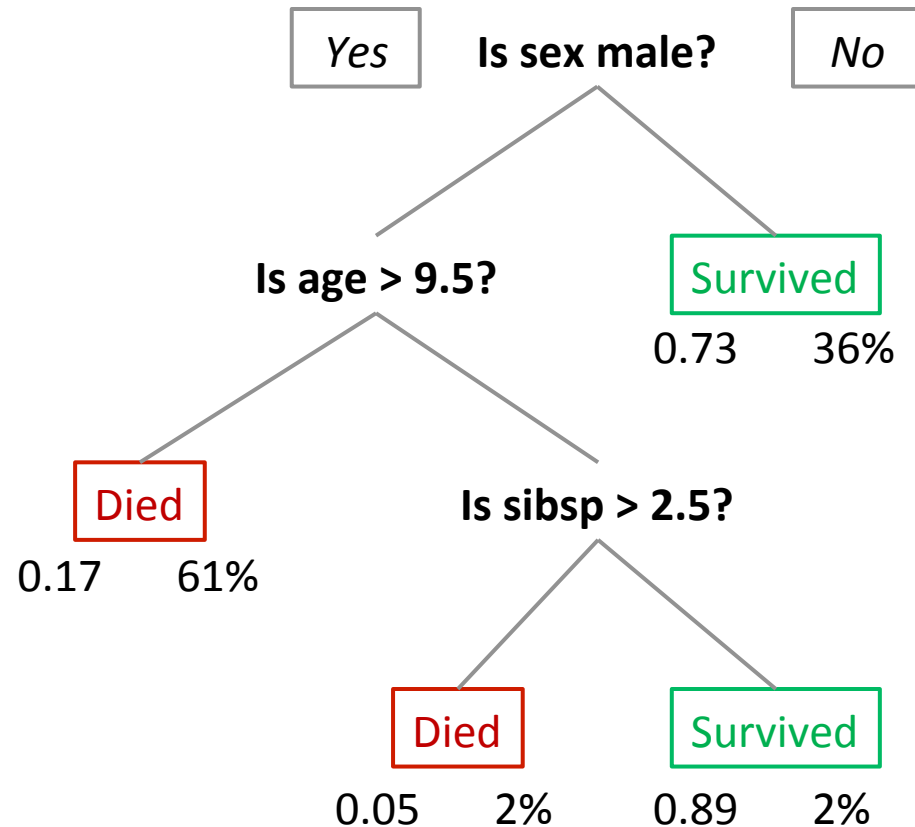 Yes Is sex male? No
Is age > 9.5? Survived
0.73 36%
Died Is sibsp > 2.5?
0.17 61%
Died Survived
0.05 2% 0.89 2%